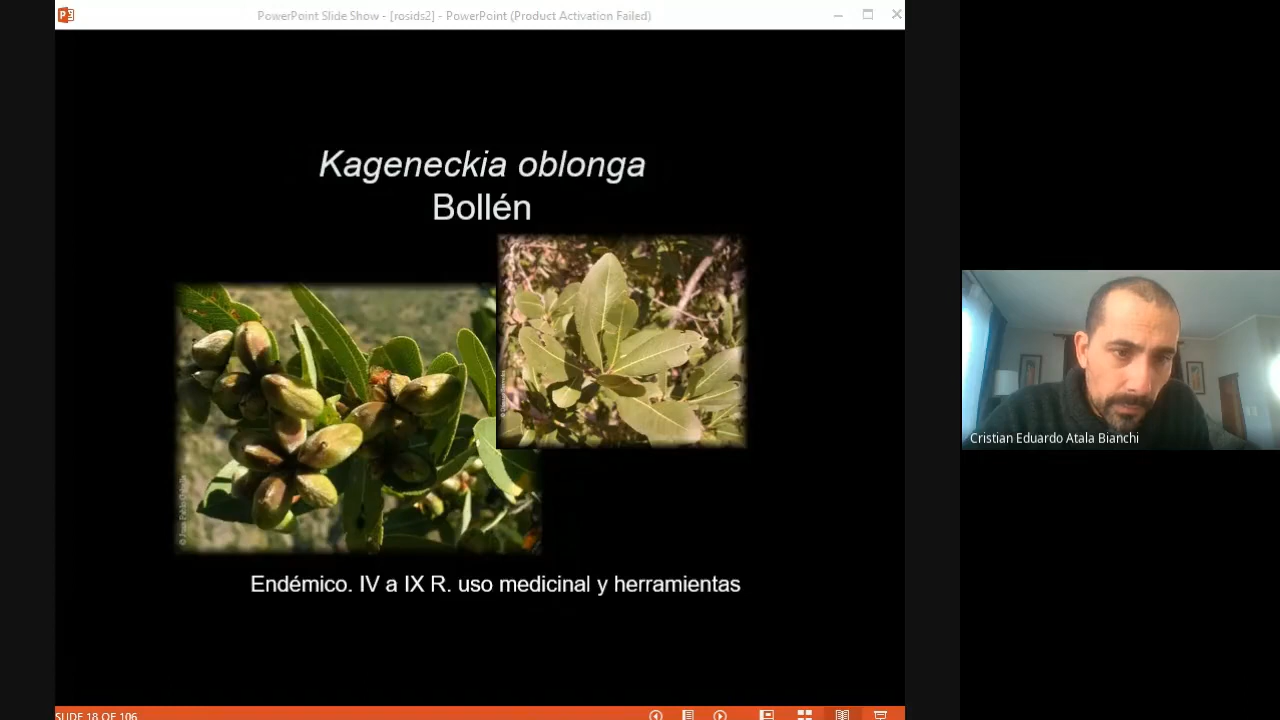 PowerPoint Slide Show - [rosids2] - PowerPoint (Product Activation Failed)
Kageneckia oblonga
Bollén
Endémico. IV a IX R. uso medicinal y herramientas
Cristian Eduardo Atala Bianchi
SLIDE 18 OF 106